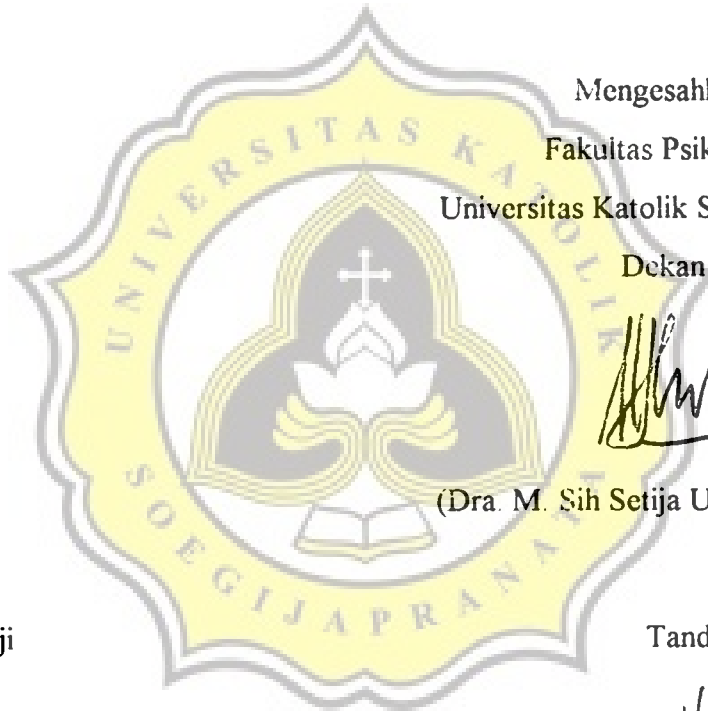 Mengesahk
Fakultas Psik
Universitas Katolik S
Dekan
(Dra. M. Sih Setija U
ji
Tand
UNIVERSITAS KATOLIK
SOEGIJAPRANATA